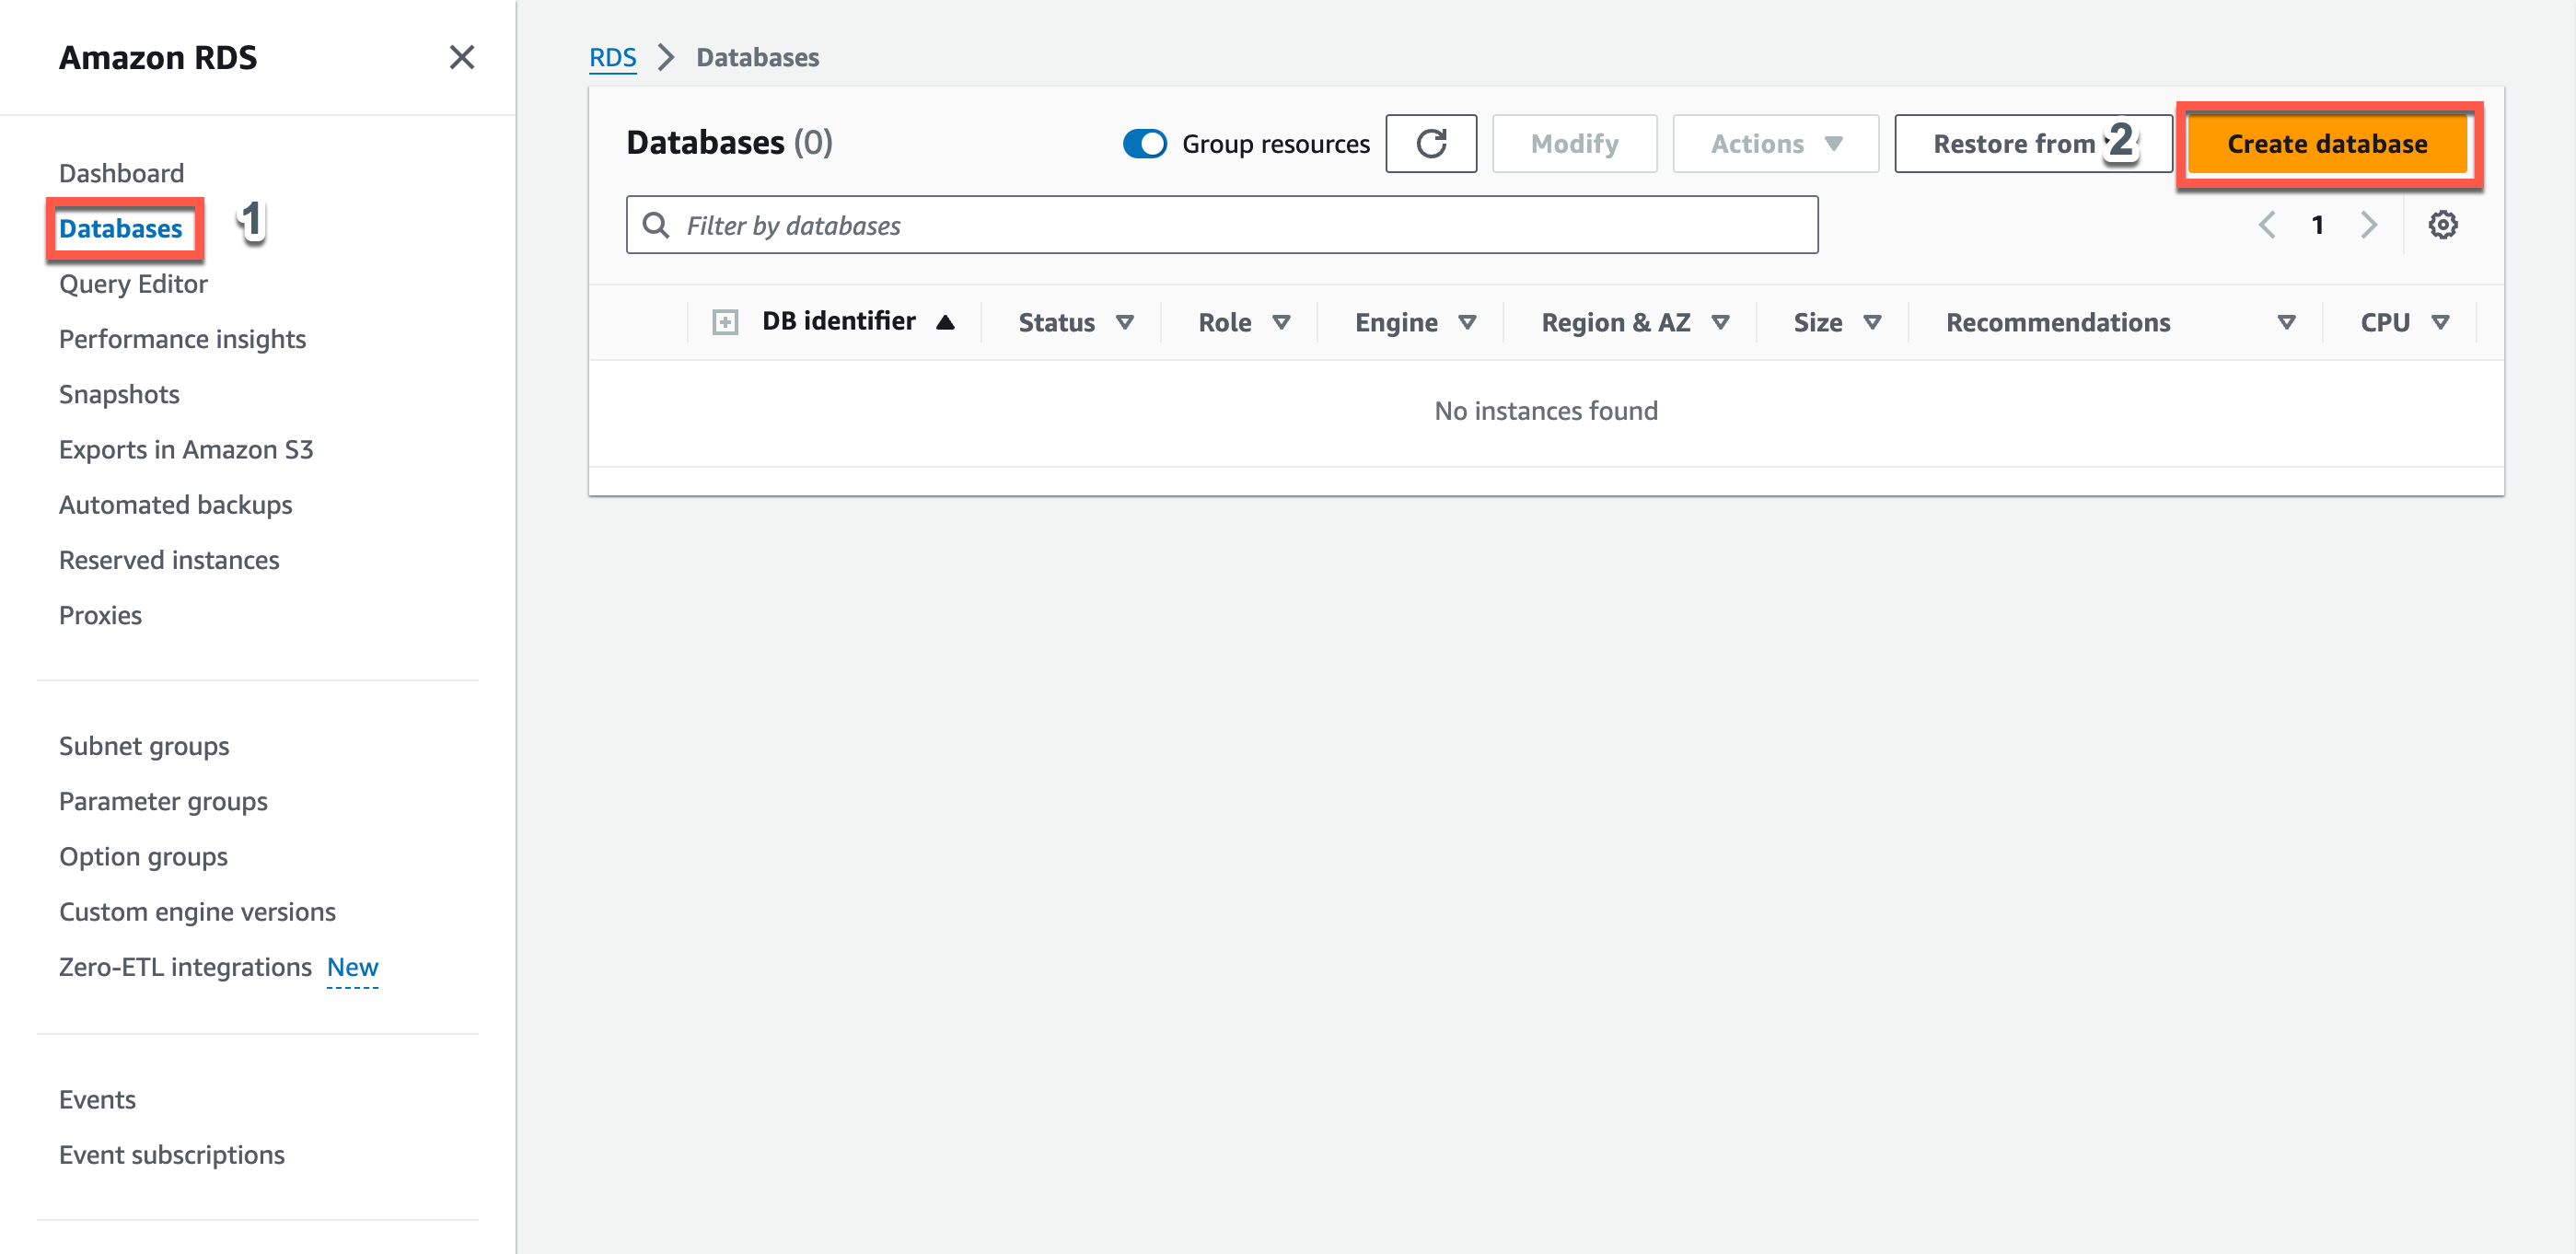 Amazon RDS
Dashboard
Databases
1
Query Editor
Performance insights
Snapshots
Exports in Amazon S3
Automated backups
Reserved instances
Proxies
Subnet groups
Parameter groups
Option groups
Custom engine versions
Zero-ETL integrations New
Events
Event subscriptions
RDS Databases
Databases (0) Group resources Modify Actions Restore from 2 Create database
Filter by databases 1
DB identifier Status Role Engine Region & AZ Size Recommendations CPU
No instances found